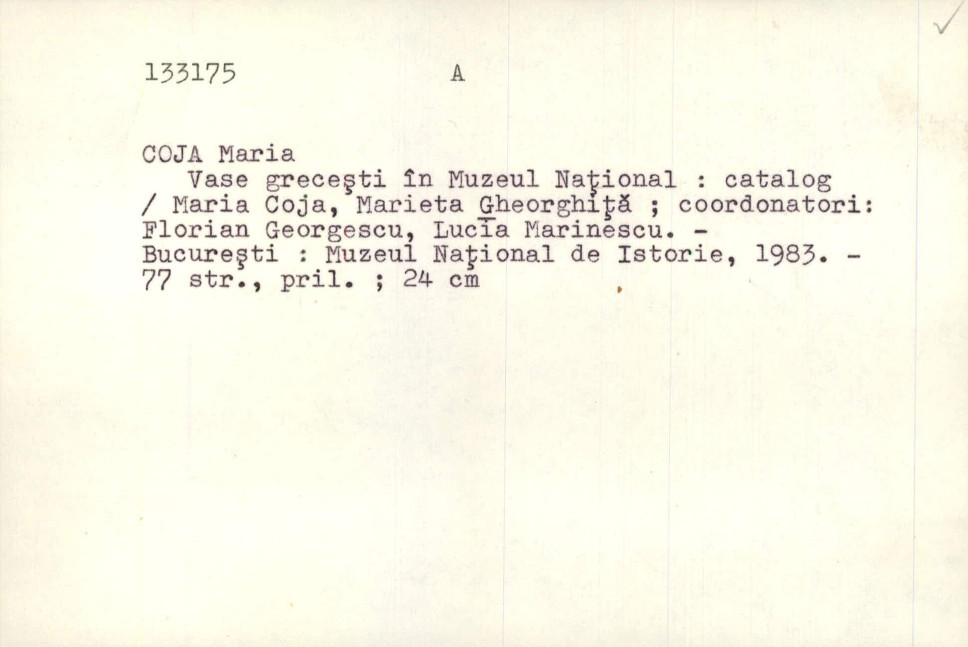 133175 A
COJA Maria
Vase greceşti în Muzeul Naţional : catalog
/ Maria Coja, Marieta Gheorghiţă ; coordonatori:
Florian Georgescu, Lucia Marinescu. -
Bucureşti : Muzeul Naţional de Istorie, 1983. -
77 str., pril. ; 24 cm